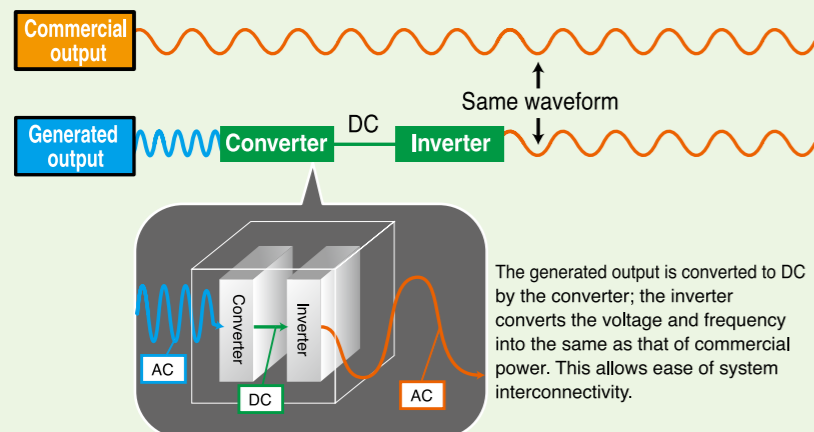 Commercial
output
Same waveform
Generated
output
Converter
DC
Inverter
Converter
Inverter
AC
DC
AC
The generated output is converted to DC
by the converter; the inverter
converts the voltage and frequency
into the same as that of commercial
power. This allows ease of system
interconnectivity.